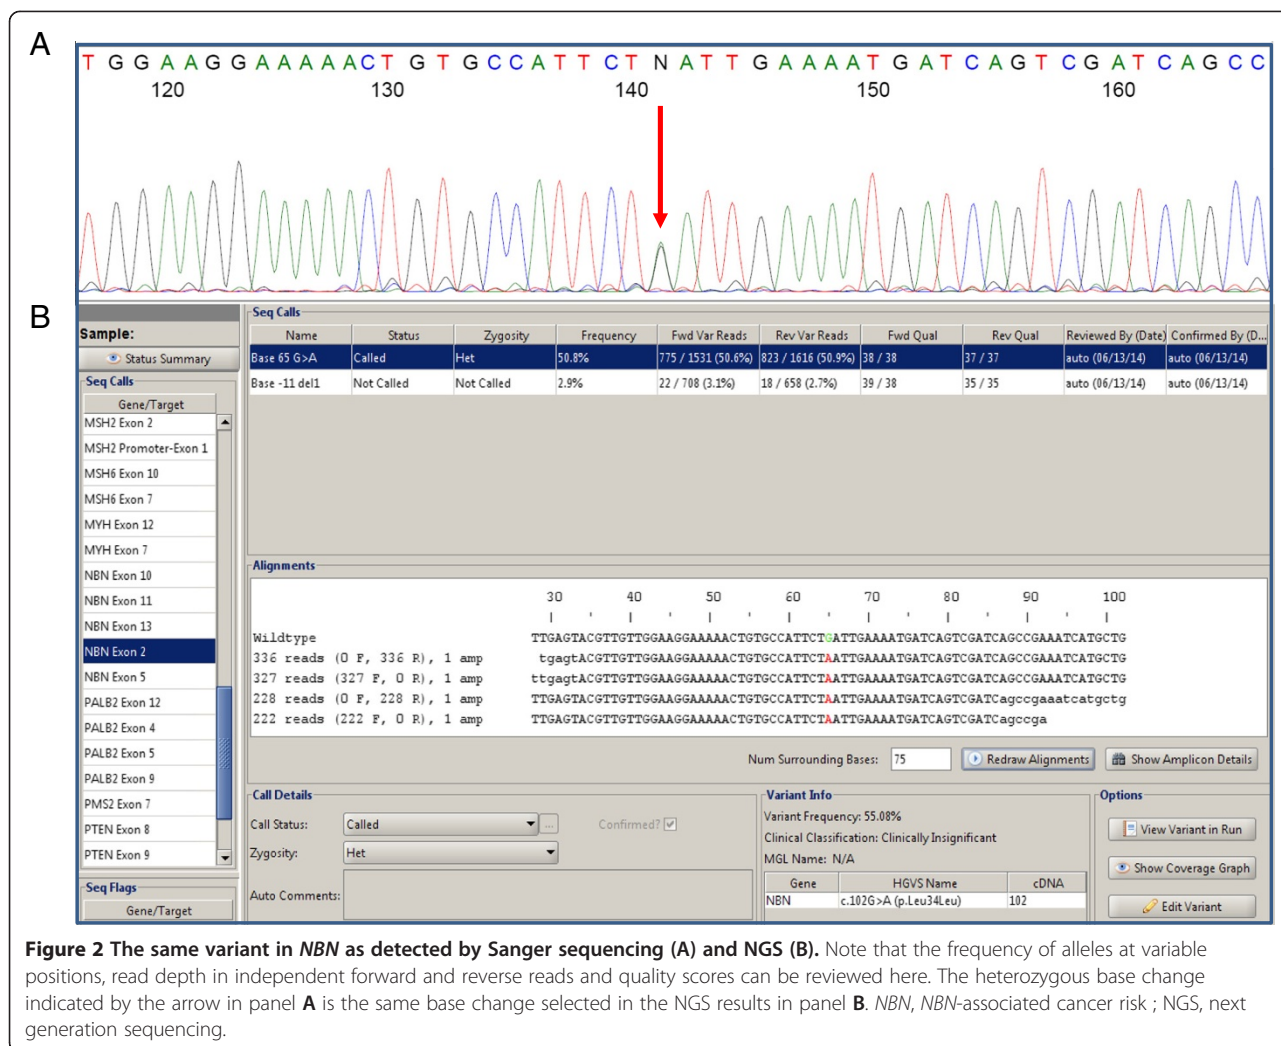 A
T G G A A G G A A A A A C T G T G C C A T T C T N A T T G A A A A T G A T C A G T C G A T C A G C C
120 130 140 150 160
B
Sample:
Status Summary
Seq Calls
Gene/Target
MSH2 Exon 2
MSH2 Promoter-Exon 1
MSH6 Exon 10
MSH6 Exon 7
MYH Exon 12
MYH Exon 7
NBN Exon 10
NBN Exon 11
NBN Exon 13
NBN Exon 2
NBN Exon 5
PALB2 Exon 12
PALB2 Exon 4
PALB2 Exon 5
PALB2 Exon 9
PMS2 Exon 7
PTEN Exon 8
PTEN Exon 9
Seq Flags
Gene/Target
Seq Calls
Name Status Zygosity Frequency Fwd Var Reads Rev Var Reads Fwd Qual Rev Qual Reviewed By (Date) Confirmed By (D...
Base 65 G>A Called Het 50.8% 775 / 1531 (50.6%) 823 / 1616 (50.9%) 38 / 38 37 / 37 auto (06/13/14) auto (06/13/14)
Base -11 del1 Not Called Not Called 2.9% 22 / 708 (3.1%) 18 / 658 (2.7%) 39 / 38 35 / 35 auto (06/13/14) auto (06/13/14)
Alignments
30 40 50 60 70 80 90 100
Wildtype TTGAGTACGTTGTTGGAAGGAAAAACTGTGCCATTCTGATTGAAAATGATCAGTCGATCAGCCGAAATCATGCTG
336 reads (0 F, 336 R), 1 amp tgagtACGTTGTTGGAAGGAAAAACTGTGCCATTCTAATTGAAAATGATCAGTCGATCAGCCGAAATCATGCTG
327 reads (327 F, 0 R), 1 amp ttgagtACGTTGTTGGAAGGAAAAACTGTGCCATTCTAATTGAAAATGATCAGTCGATCAGCCGAAATCATGCTG
228 reads (0 F, 228 R), 1 amp TTGAGTACGTTGTTGGAAGGAAAAACTGTGCCATTCTAATTGAAAATGATCAGTCGATCagccgaaatcatgctg
222 reads (222 F, 0 R), 1 amp TTGAGTACGTTGTTGGAAGGAAAAACTGTGCCATTCTAATTGAAAATGATCAGTCGATCagccga
Num Surrounding Bases: 75 Redraw Alignments Show Amplicon Details
Call Details
Call Status: Called ... Confirmed?
Zygosity: Het
Auto Comments:
Variant Info
Variant Frequency: 55.08%
Clinical Classification: Clinically Insignificant
MGL Name: N/A
Gene HGVS Name cDNA
NBN c.102G>A (p.Leu34Leu) 102
Options
View Variant in Run
Show Coverage Graph
Edit Variant
Figure 2 The same variant in NBN as detected by Sanger sequencing (A) and NGS (B). Note that the frequency of alleles at variable
positions, read depth in independent forward and reverse reads and quality scores can be reviewed here. The heterozygous base change
indicated by the arrow in panel A is the same base change selected in the NGS results in panel B. NBN, NBN-associated cancer risk ; NGS, next
generation sequencing.